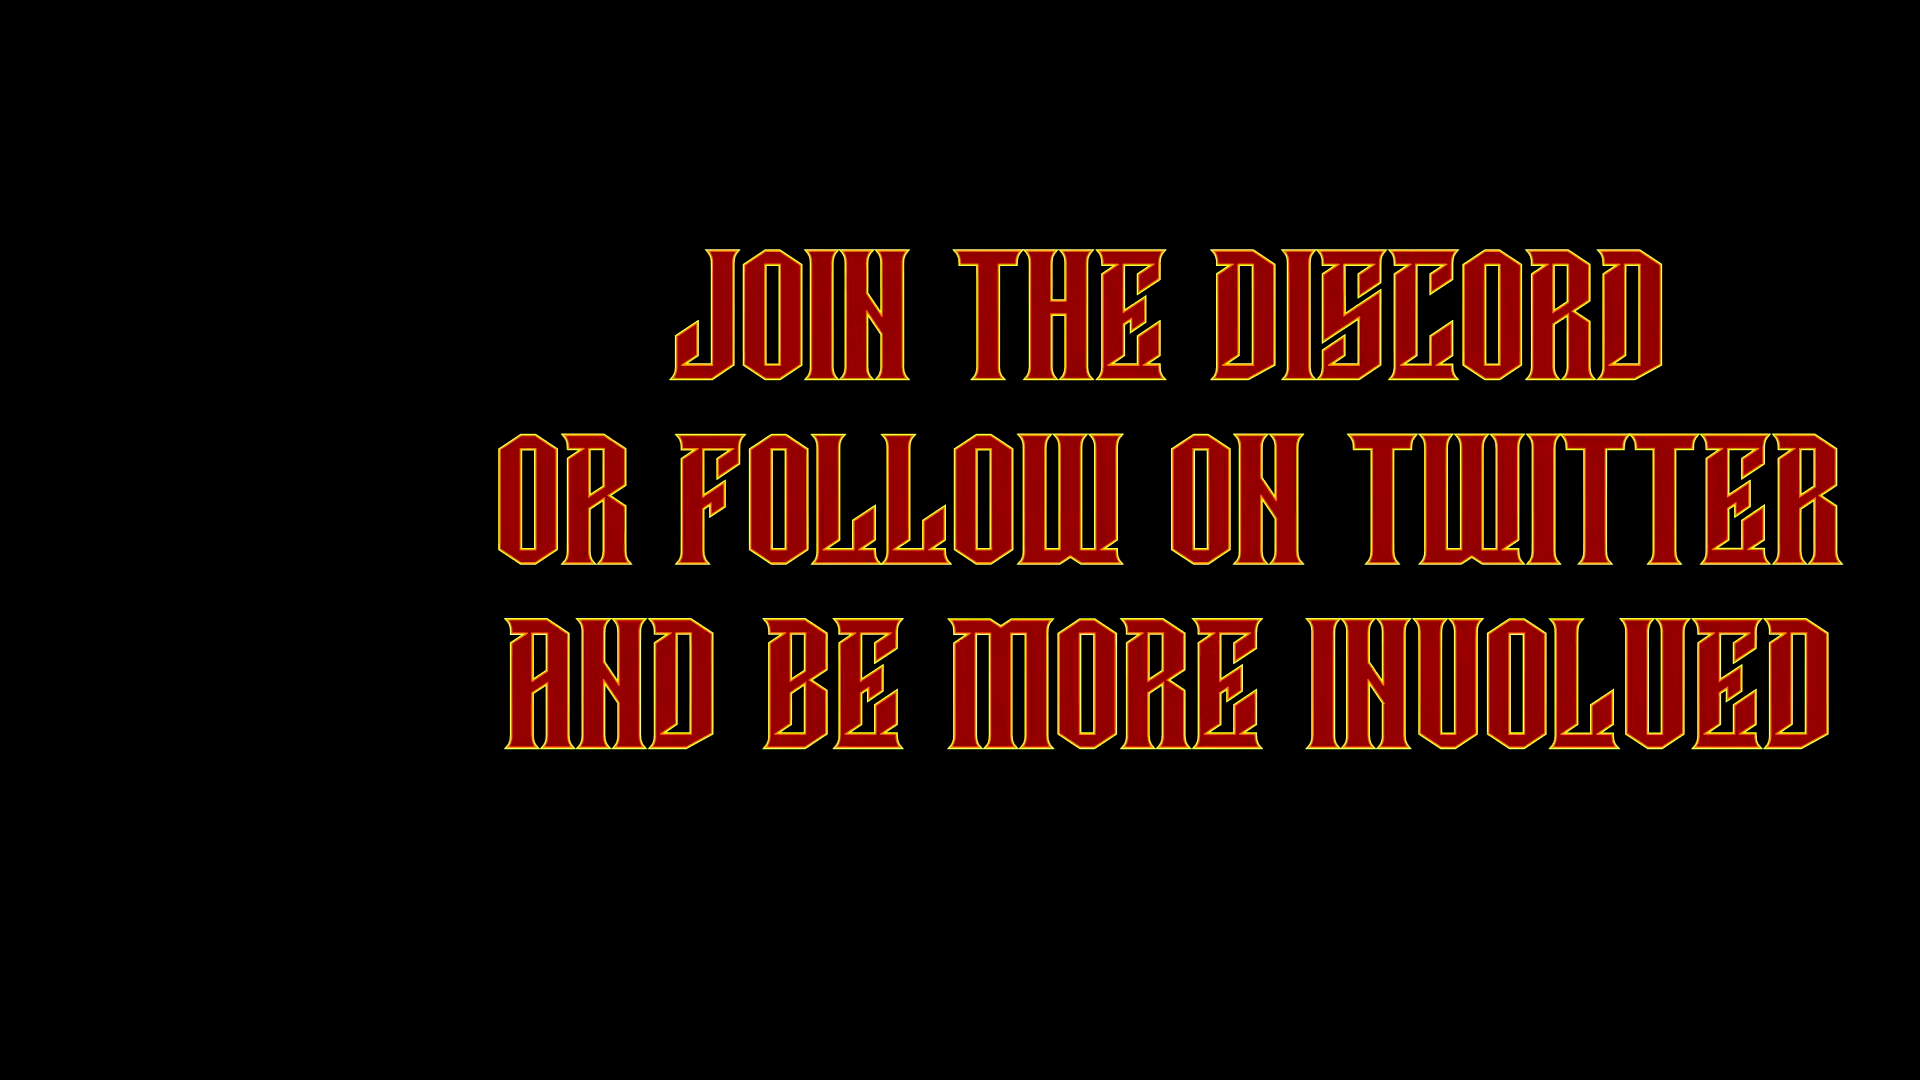 JOIN THE DISCORD
OR FOLLOW ON TWITTER
AND BE MORE INVOLVED